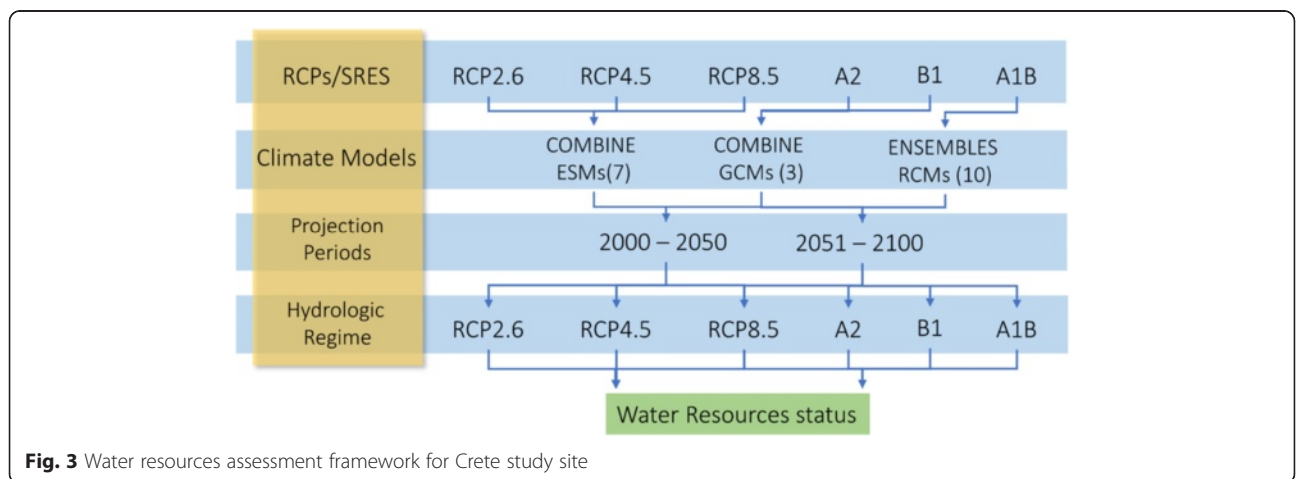 RCPs/SRES RCP2.6 RCP4.5 RCP8.5 A2 B1 A1B
Climate Models
COMBINE ESMs(7)
COMBINE GCMs (3)
ENSEMBLES RCMs (10)
Projection
Periods
2000 – 2050 2051 – 2100
Hydrologic
Regime
RCP2.6 RCP4.5 RCP8.5 A2 B1 A1B
Water Resources status
Fig. 3 Water resources assessment framework for Crete study site